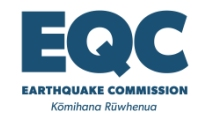 EQC
EARTHQUAKE COMMISSION
Kōmihana Rūwhenua